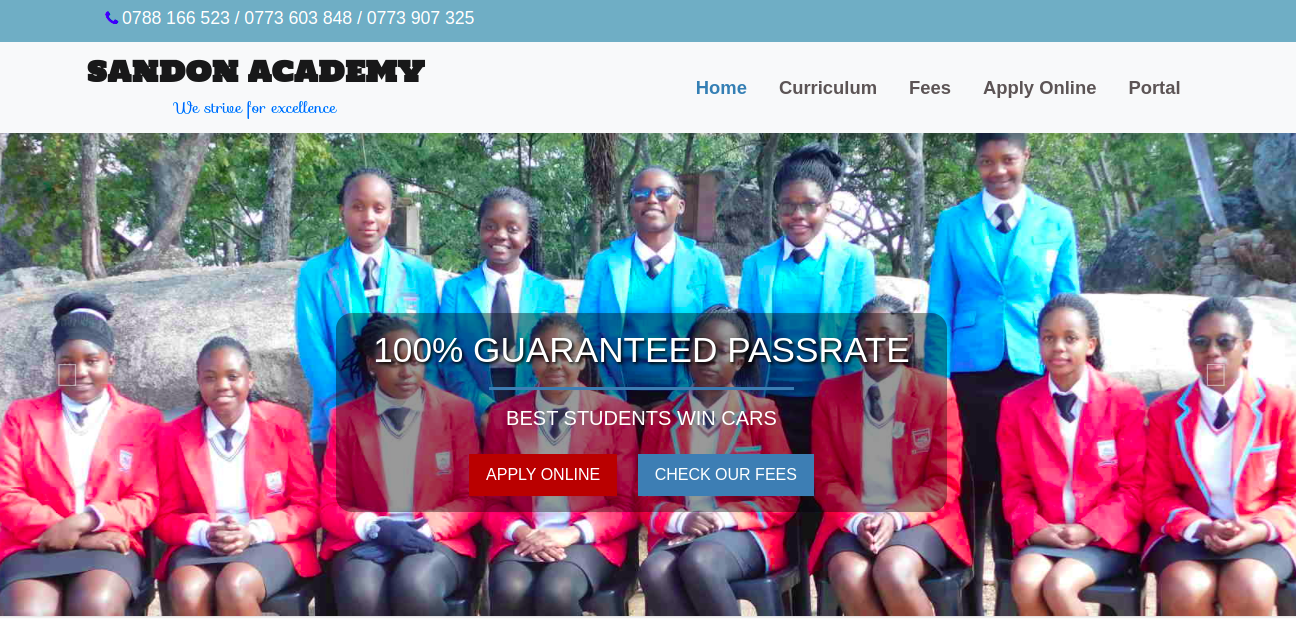 0788 166 523 / 0773 603 848 / 0773 907 325
SANDON ACADEMY
We strive for excellence
Home Curriculum Fees Apply Online Portal
100% GUARANTEED PASSRATE
BEST STUDENTS WIN CARS
APPLY ONLINE CHECK OUR FEES